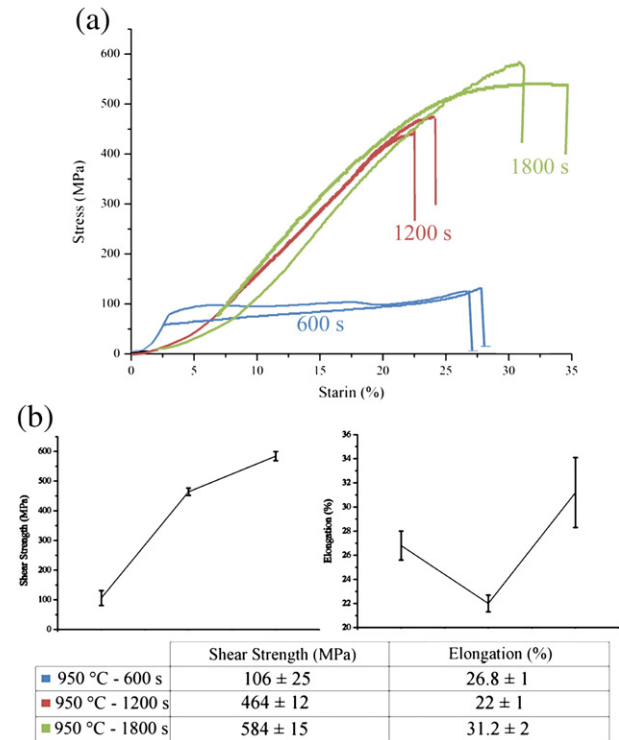 (a)
600
500
400
300
200
100
0
Stress (MPa)
1800 s
1200 s
600 s
0 5 10 15 20 25 30 35
Starin (%)
(b)
600
500
400
300
200
100
0
Shear Strength (MPa)
36
34
32
30
28
26
24
22
20
Elongation (%)
Shear Strength (MPa) Elongation (%)
950 °C - 600 s 106 ± 25 26.8 ± 1
950 °C - 1200 s 464 ± 12 22 ± 1
950 °C - 1800 s 584 ± 15 31.2 ± 2